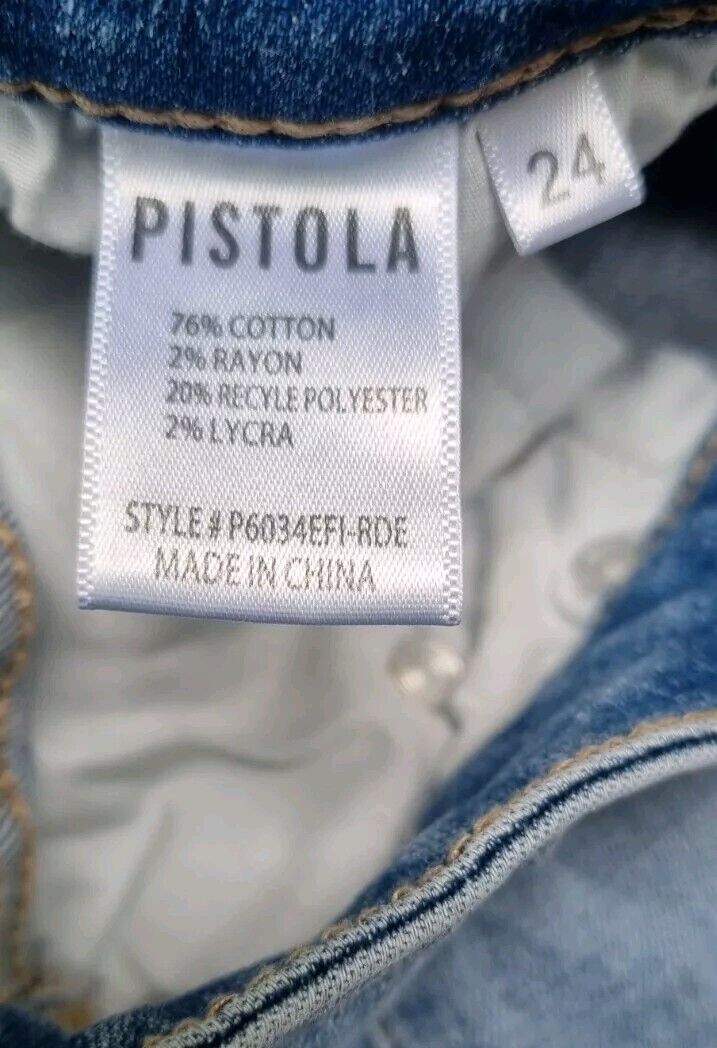 PISTOLA
24
76% COTTON
2% RAYON
20% RECYLE POLYESTER
2% LYCRA
STYLE # P6034EFI-RDE
MADE IN CHINA